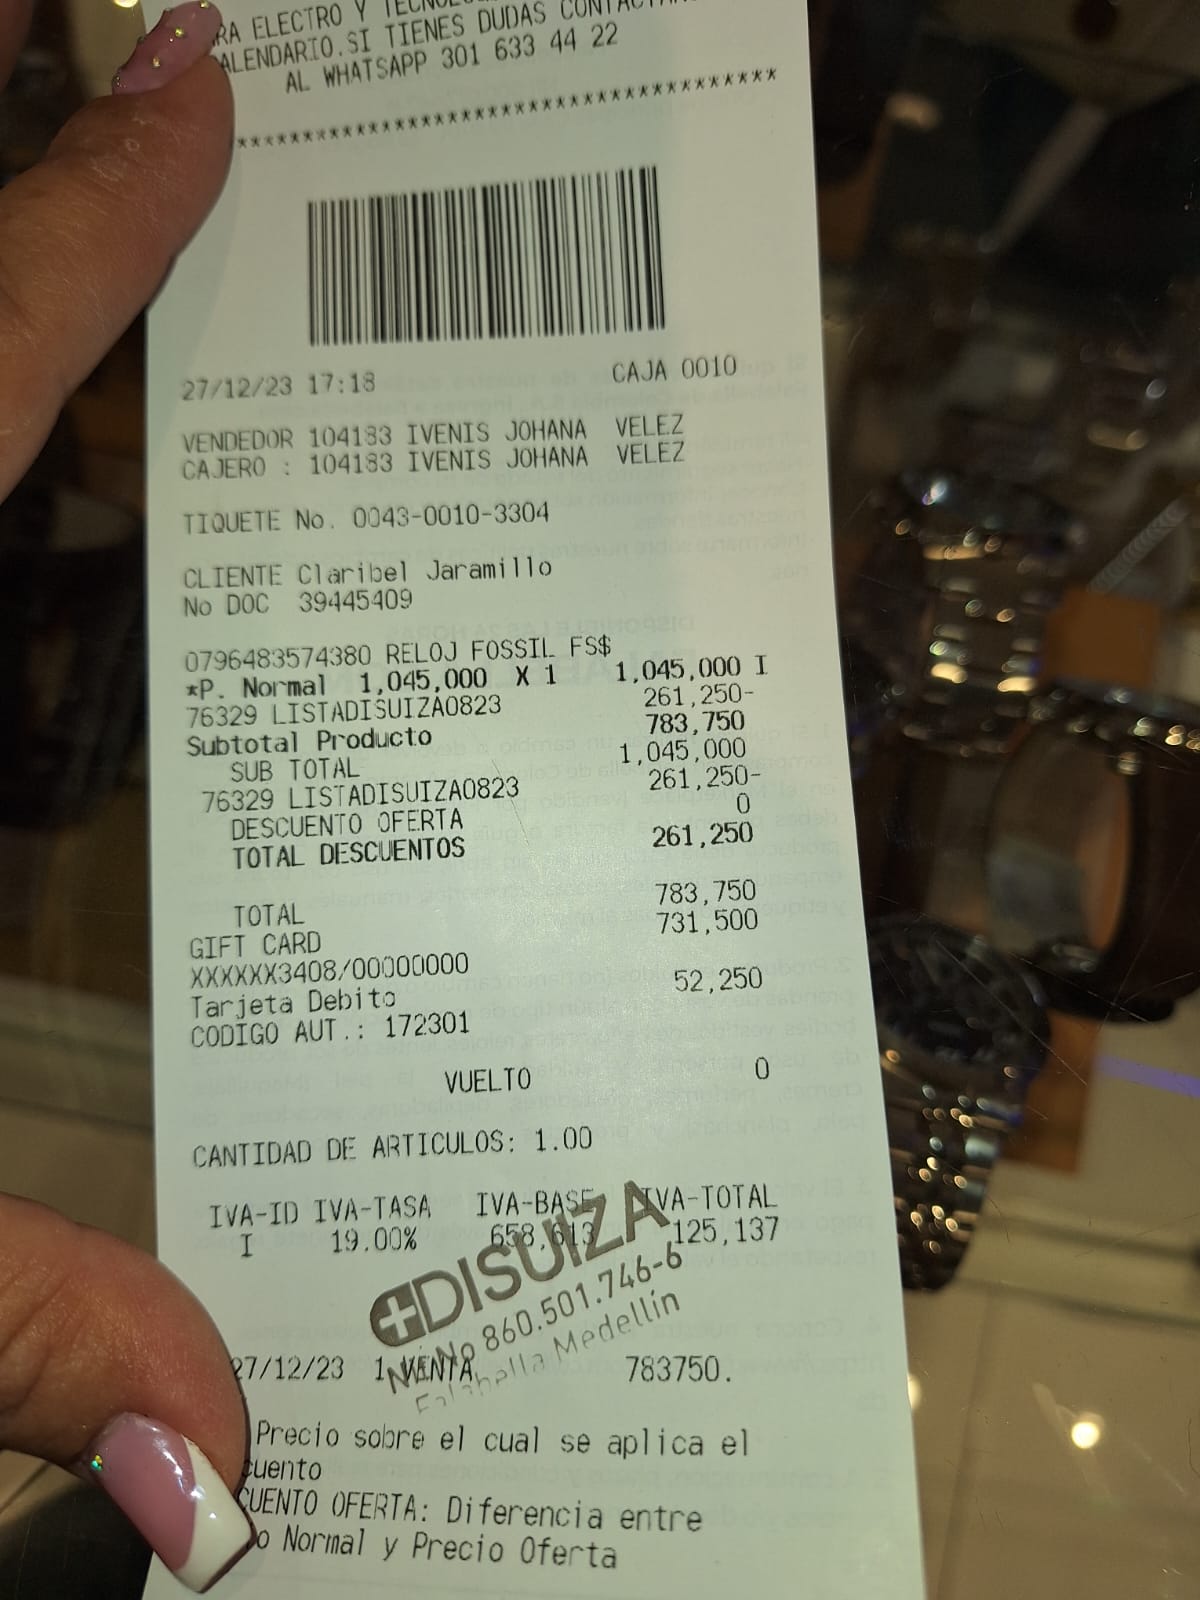 RA ELECTRO Y
ALENDARIO.SI TIENES DUDAS
AL WHATSAPP 301 633 44 22
****************************************
27/12/23 17:18 CAJA 0010
VENDEDOR 104183 IVENIS JOHANA VELEZ
CAJERO : 104183 IVENIS JOHANA VELEZ
TIQUETE No. 0043-0010-3304
CLIENTE Claribel Jaramillo
No DOC 39445409
0796483574380 RELOJ FOSSIL FS$
*P. Normal 1,045,000 X 1 1,045,000 I
76329 LISTADISUIZA0823 261,250-
Subtotal Producto 783,750
SUB TOTAL 1,045,000
76329 LISTADISUIZA0823 261,250-
DESCUENTO OFERTA 0
TOTAL DESCUENTOS 261,250
TOTAL 783,750
GIFT CARD 731,500
XXXXXX3408/00000000
Tarjeta Debito 52,250
CODIGO AUT.: 172301
VUELTO 0
CANTIDAD DE ARTICULOS: 1.00
IVA-ID IVA-TASA IVA-BASE IVA-TOTAL
I 19.00% 658,613 125,137
DISUIZA
Nit No 860.501.746-6
Falabella Medellín
27/12/23 1 VENTA 783750.
Precio sobre el cual se aplica el
cuento
CUENTO OFERTA: Diferencia entre
o Normal y Precio Oferta